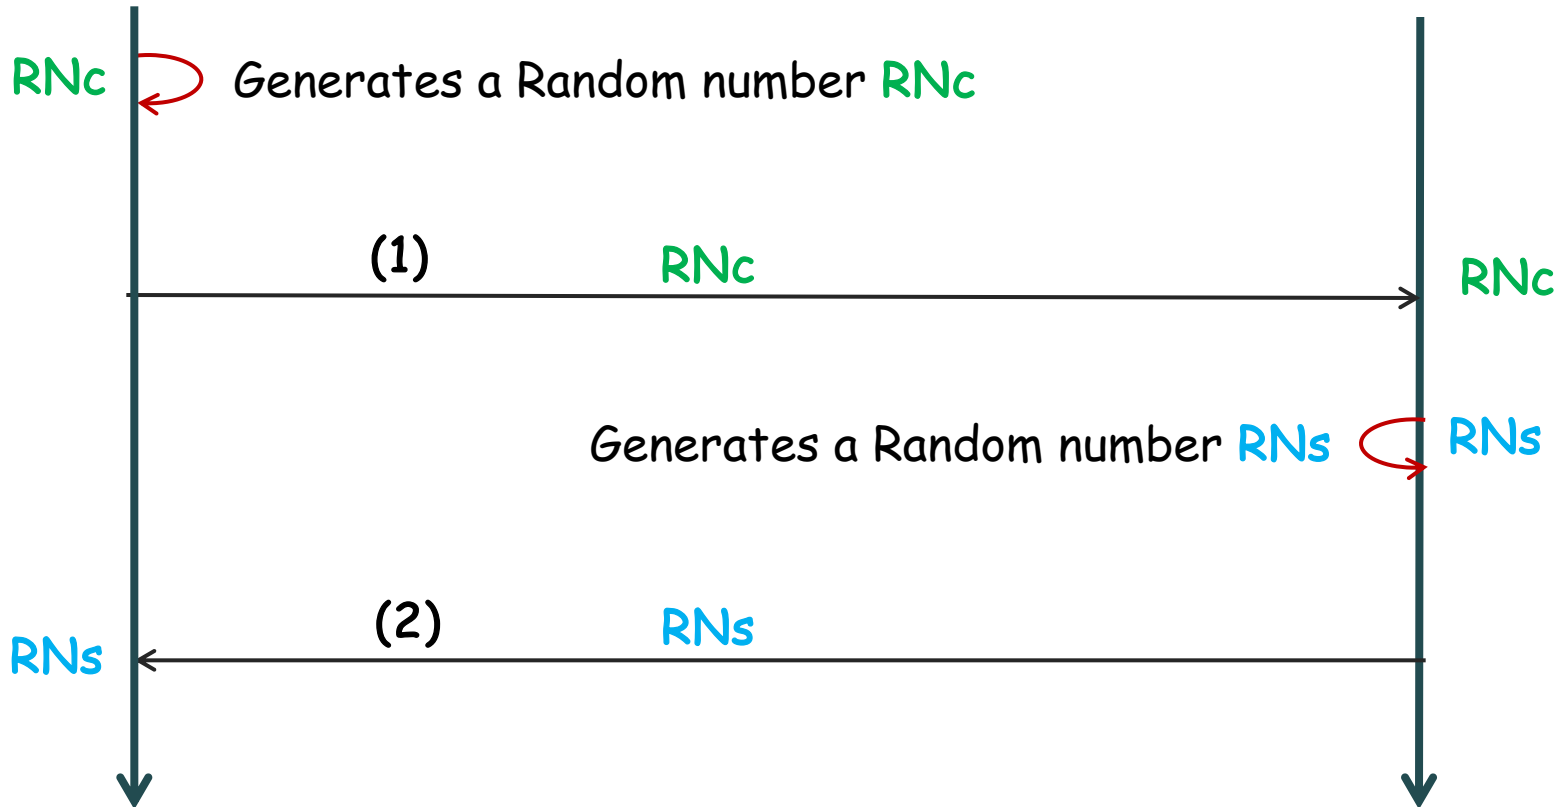 RNc Generates a Random number RNc
(1) RNc RNc
Generates a Random number RNs RNs
(2) RNs
RNs